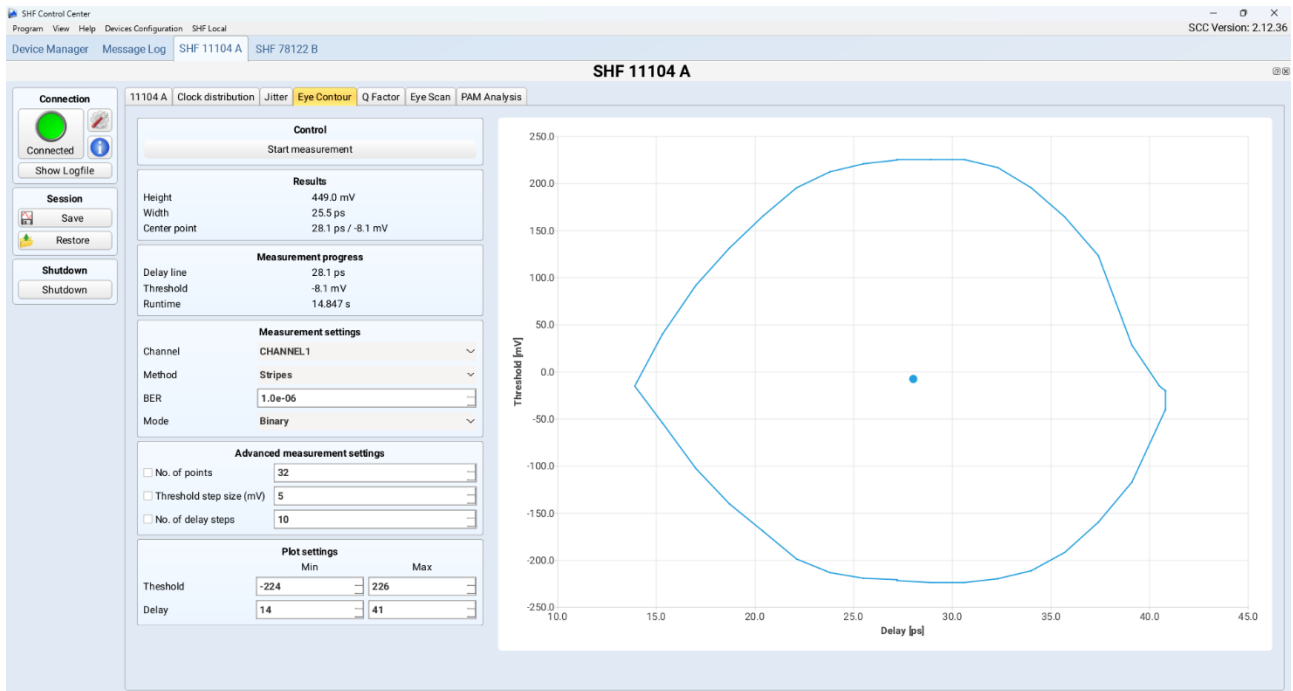 SHF Control Center
Program View Help Devices Configuration SHF Local
SCC Version: 2.12.36
Device Manager Message Log SHF 11104 A SHF 78122 B
SHF 11104 A
Connection
Connected
Show Logfile
Session
Save
Restore
Shutdown
Shutdown
11104 A Clock distribution Jitter Eye Contour Q Factor Eye Scan PAM Analysis
Control
Start measurement
Results
Height 449.0 mV
Width 25.5 ps
Center point 28.1 ps / -8.1 mV
Measurement progress
Delay line 28.1 ps
Threshold -8.1 mV
Runtime 14.847 s
Measurement settings
Channel CHANNEL1
Method Stripes
BER 1.0e-06
Mode Binary
Advanced measurement settings
No. of points 32
Threshold step size (mV) 5
No. of delay steps 10
Plot settings
Min Max
Theshold -224 226
Delay 14 41
250.0
200.0
150.0
100.0
50.0
0.0
-50.0
-100.0
-150.0
-200.0
-250.0
Threshold [mV]
10.0 15.0 20.0 25.0 30.0 35.0 40.0 45.0
Delay [ps]